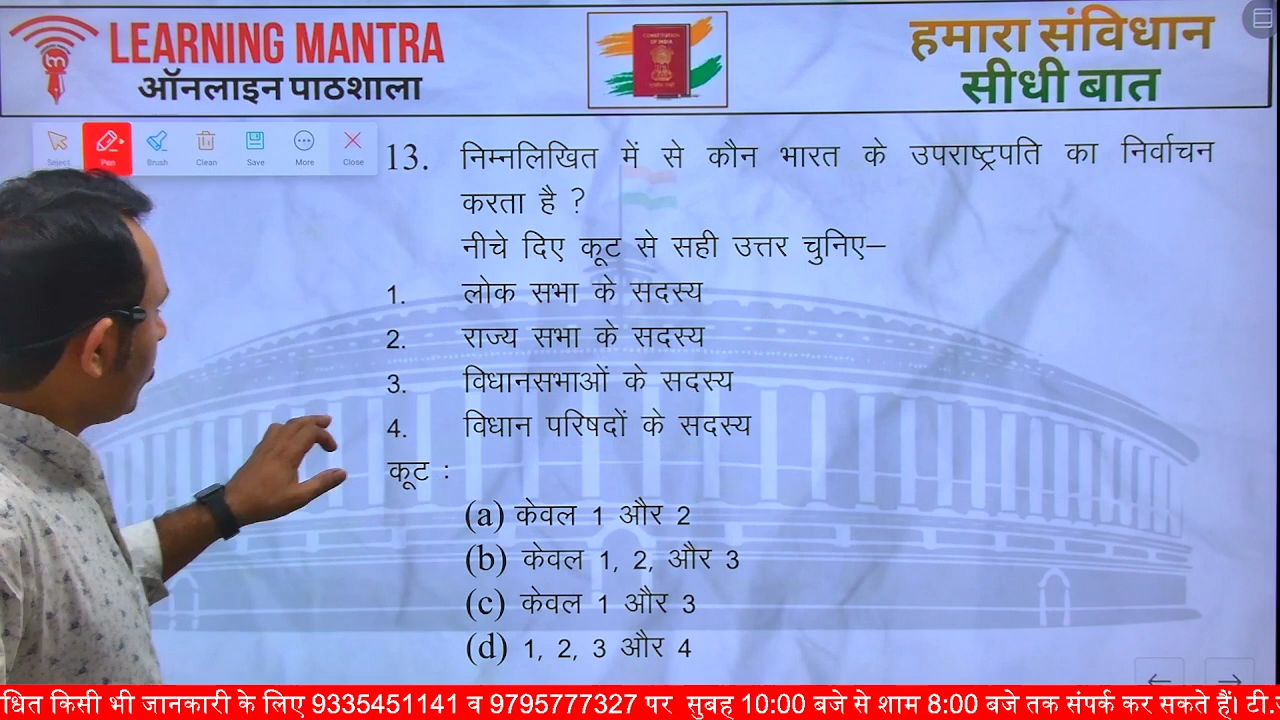 LEARNING MANTRA
ऑनलाइन पाठशाला
CONSTITUTION
OF INDIA
हमारा संविधान
सीधी बात
Select Pen Brush Clean Save More Close
13. निम्नलिखित में से कौन भारत के उपराष्ट्रपति का निर्वाचन
करता है ?
नीचे दिए कूट से सही उत्तर चुनिए–
1. लोक सभा के सदस्य
2. राज्य सभा के सदस्य
3. विधानसभाओं के सदस्य
4. विधान परिषदों के सदस्य
कूट :
(a) केवल 1 और 2
(b) केवल 1, 2, और 3
(c) केवल 1 और 3
(d) 1, 2, 3 और 4
धित किसी भी जानकारी के लिए 9335451141 व 9795777327 पर सुबह 10:00 बजे से शाम 8:00 बजे तक संपर्क कर सकते हैं। टी.